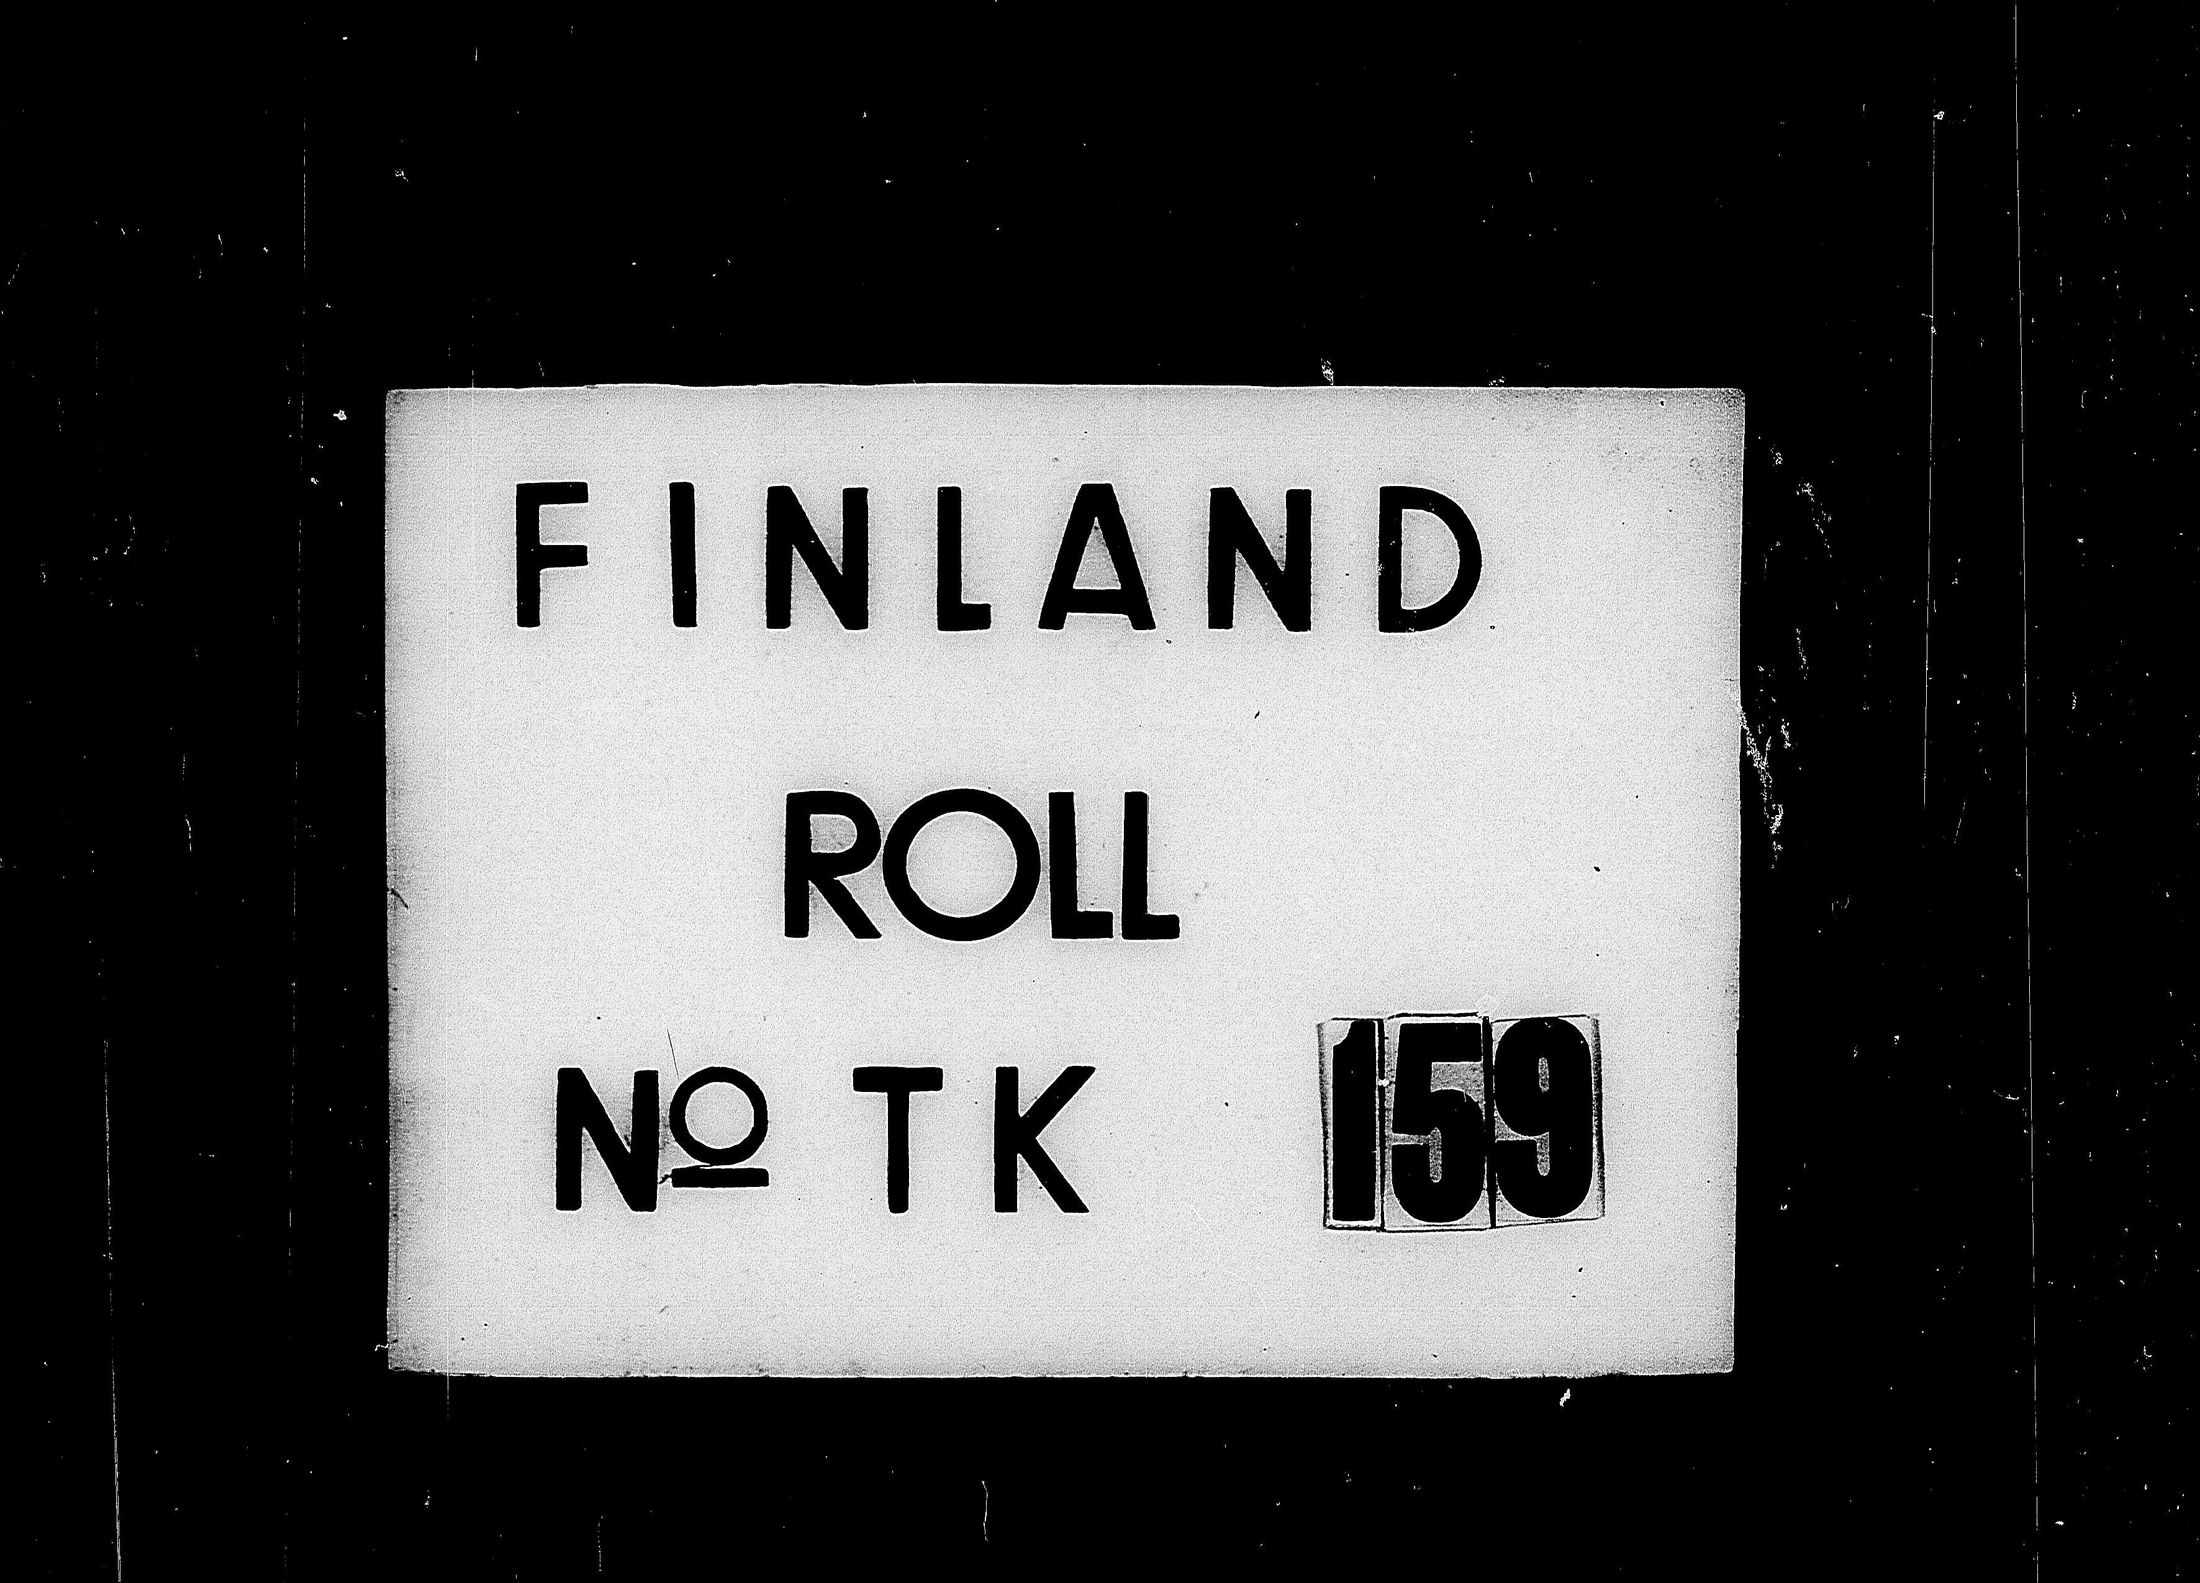 FINLAND
ROLL
Nº TK 159